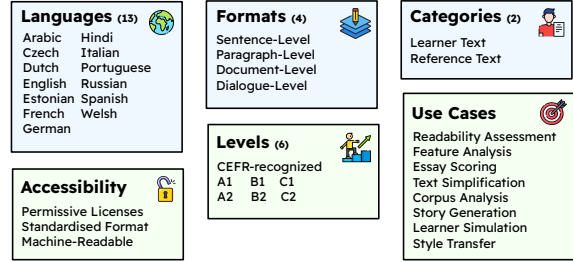 Languages (13)
Arabic Hindi
Czech Italian
Dutch Portuguese
English Russian
Estonian Spanish
French Welsh
German
Accessibility
Permissive Licenses
Standardised Format
Machine-Readable
Formats (4)
Sentence-Level
Paragraph-Level
Document-Level
Dialogue-Level
Levels (6)
CEFR-recognized
A1 B1 C1
A2 B2 C2
Categories (2)
Learner Text
Reference Text
Use Cases
Readability Assessment
Feature Analysis
Essay Scoring
Text Simplification
Corpus Analysis
Story Generation
Learner Simulation
Style Transfer